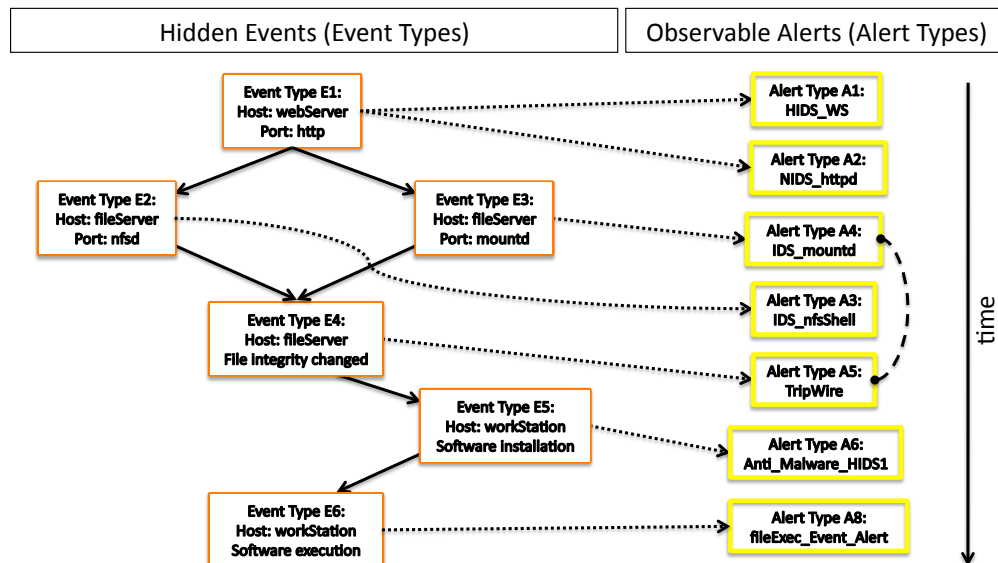 Hidden Events (Event Types)
Observable Alerts (Alert Types)
Event Type E1:
Host: webServer
Port: http
Alert Type A1:
HIDS_WS
Alert Type A2:
NIDS_httpd
Event Type E2:
Host: fileServer
Port: nfsd
Event Type E3:
Host: fileServer
Port: mountd
Alert Type A4:
IDS_mountd
Alert Type A3:
IDS_nfsShell
Event Type E4:
Host: fileServer
File integrity changed
Alert Type A5:
TripWire
Event Type E5:
Host: workStation
Software installation
Alert Type A6:
Anti_Malware_HIDS1
Event Type E6:
Host: workStation
Software execution
Alert Type A8:
fileExec_Event_Alert
time